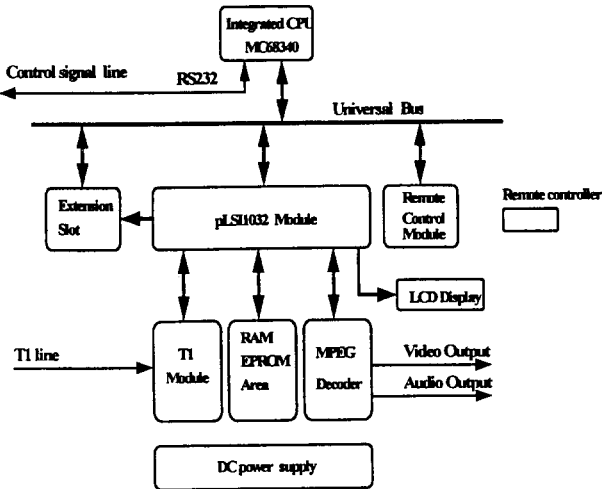 Integrated CPU
MC68340
Control signal line
RS232
Universal Bus
Extension
Slot
pLSI1032 Module
Remote
Control
Module
Remote controller
LCD Display
T1 line
T1
Module
RAM
EPROM
Area
MPEG
Decoder
Video Output
Audio Output
DC power supply